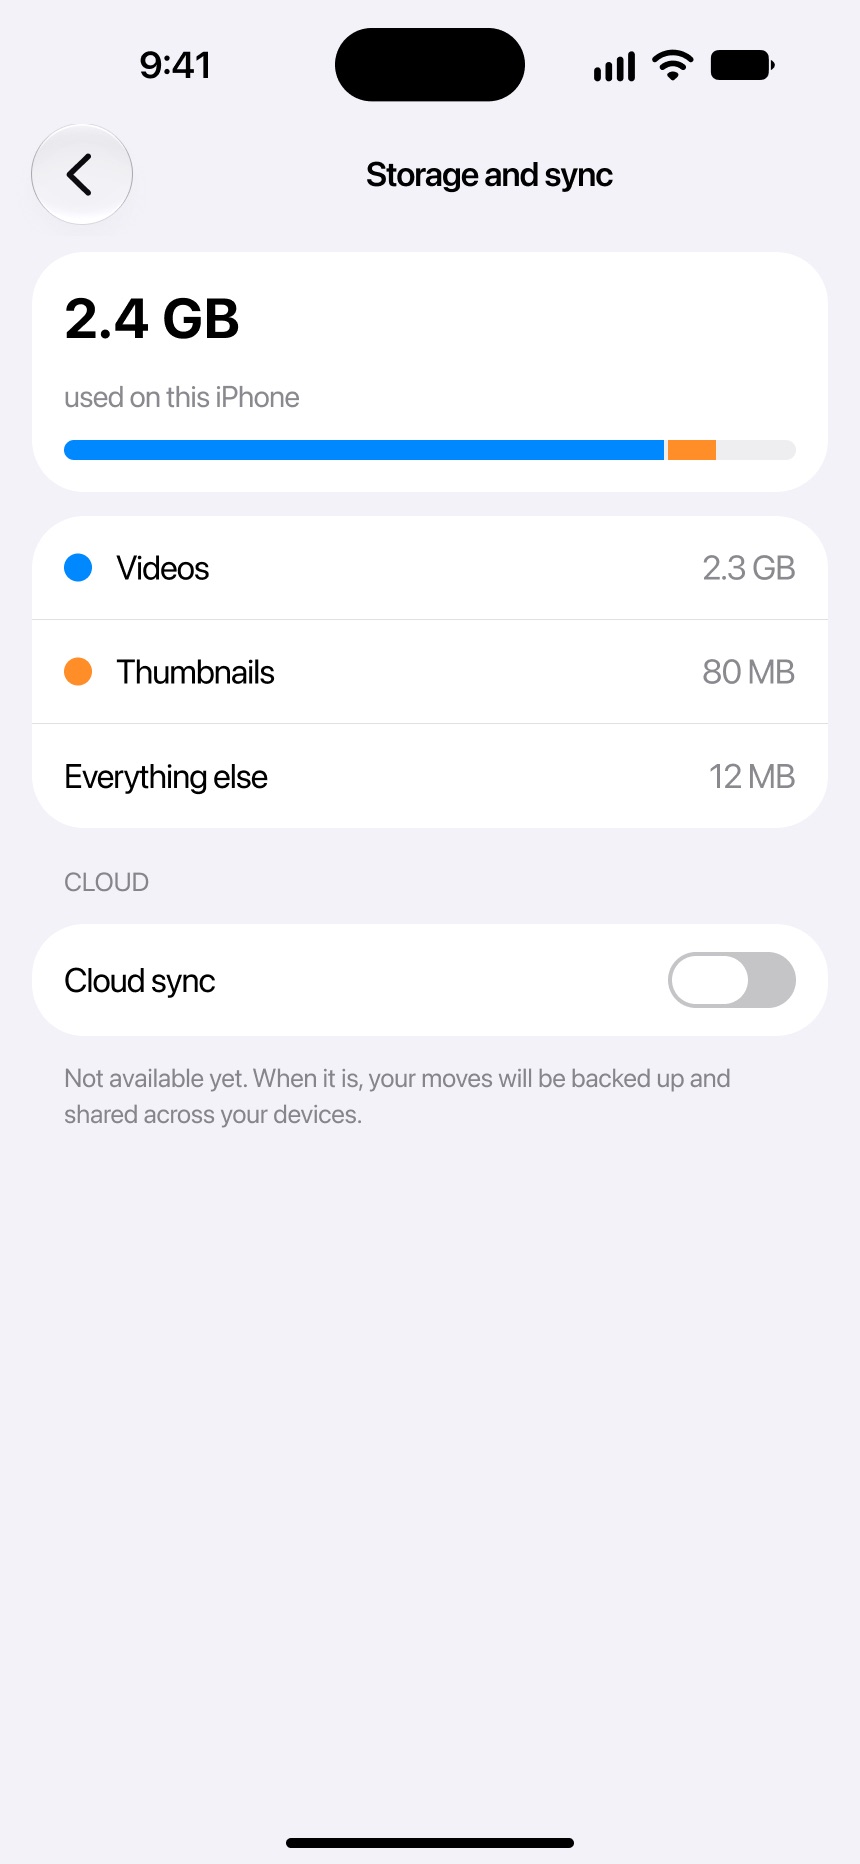 9:41
Storage and sync
2.4 GB
used on this iPhone
Videos 2.3 GB
Thumbnails 80 MB
Everything else 12 MB
CLOUD
Cloud sync
Not available yet. When it is, your moves will be backed up and
shared across your devices.